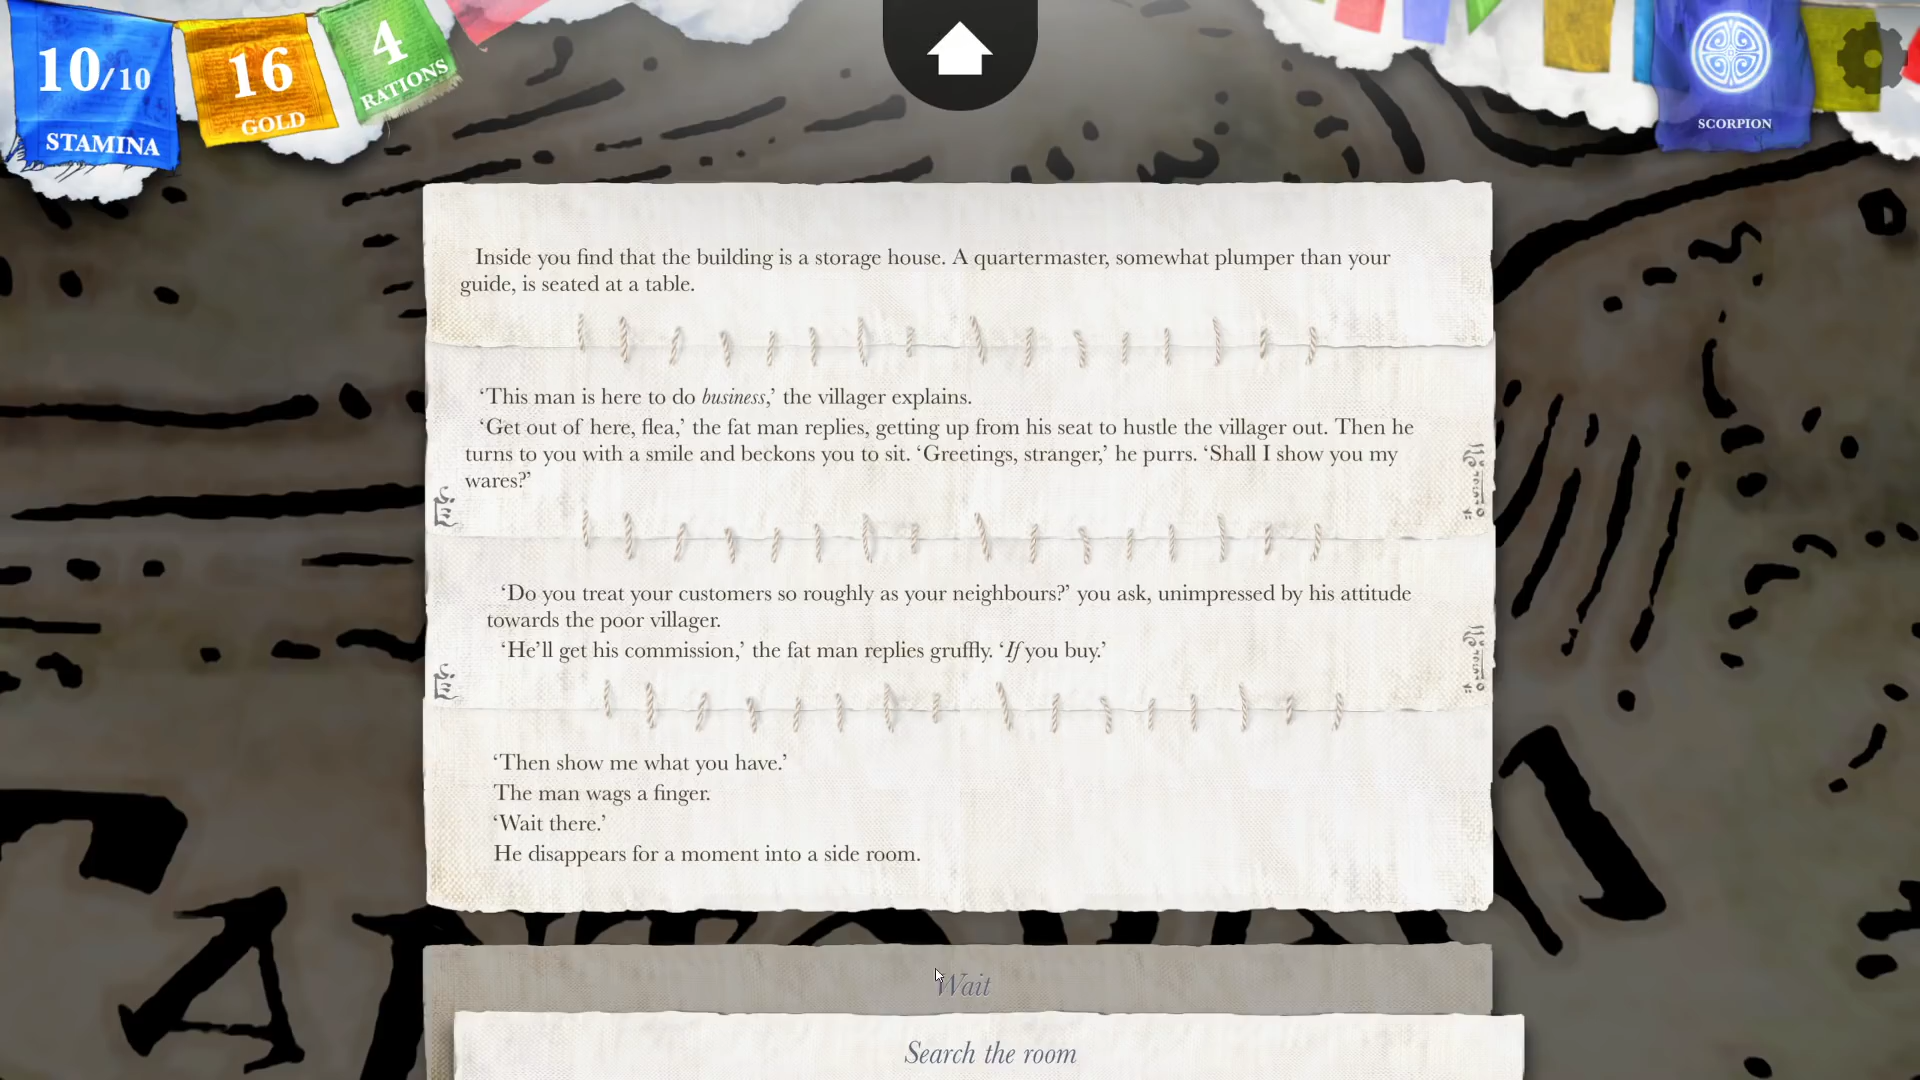 10/10
STAMINA
16
GOLD
4
RATIONS
SCORPION
Inside you find that the building is a storage house. A quartermaster, somewhat plumper than your
guide, is seated at a table.
‘This man is here to do business,’ the villager explains.
‘Get out of here, flea,’ the fat man replies, getting up from his seat to hustle the villager out. Then he
turns to you with a smile and beckons you to sit. ‘Greetings, stranger,’ he purrs. ‘Shall I show you my
wares?’
‘Do you treat your customers so roughly as your neighbours?’ you ask, unimpressed by his attitude
towards the poor villager.
‘He’ll get his commission,’ the fat man replies gruffly. ‘If you buy.’
‘Then show me what you have.’
The man wags a finger.
‘Wait there.’
He disappears for a moment into a side room.
Wait
Search the room